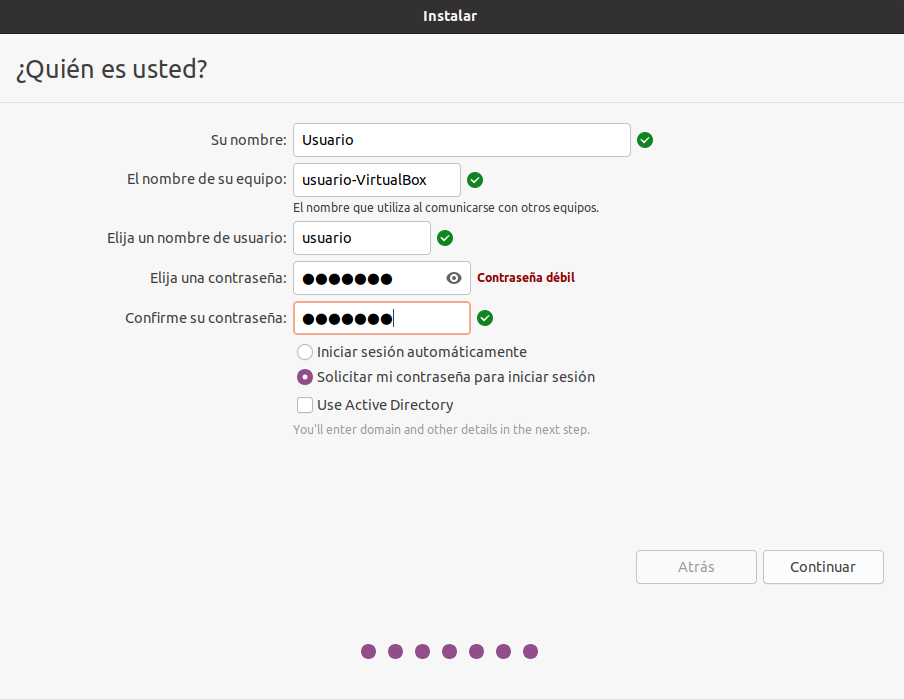 Instalar
¿Quién es usted?
Su nombre: Usuario
El nombre de su equipo: usuario-VirtualBox
El nombre que utiliza al comunicarse con otros equipos.
Elija un nombre de usuario: usuario
Elija una contraseña: ●●●●●●● Contraseña débil
Confirme su contraseña: ●●●●●●●
Iniciar sesión automáticamente
Solicitar mi contraseña para iniciar sesión
Use Active Directory
You'll enter domain and other details in the next step.
Atrás Continuar